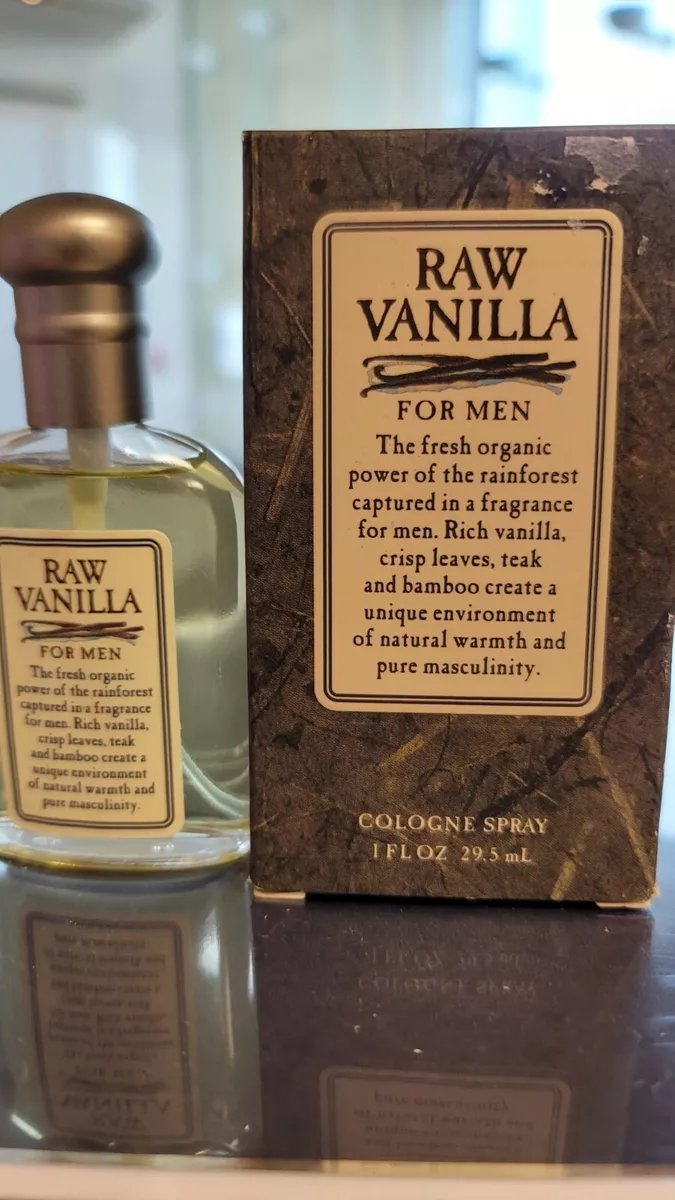 RAW
VANILLA
FOR MEN
The fresh organic
power of the rainforest
captured in a fragrance
for men. Rich vanilla,
crisp leaves, teak
and bamboo create a
unique environment
of natural warmth and
pure masculinity.
RAW
VANILLA
FOR MEN
The fresh organic
power of the rainforest
captured in a fragrance
for men. Rich vanilla,
crisp leaves, teak
and bamboo create a
unique environment
of natural warmth and
pure masculinity.
COLOGNE SPRAY
1 FL OZ 29.5 mL